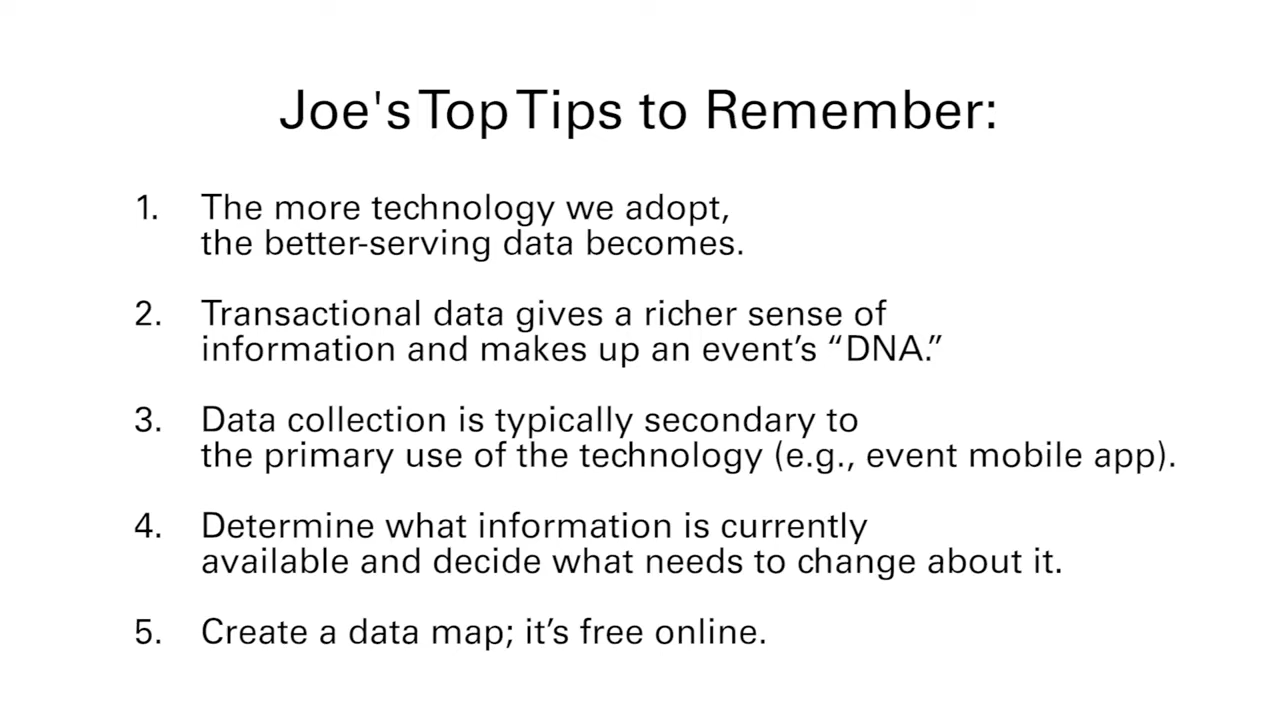 Joe's Top Tips to Remember:
1. The more technology we adopt,
the better-serving data becomes.
2. Transactional data gives a richer sense of
information and makes up an event’s “DNA.”
3. Data collection is typically secondary to
the primary use of the technology (e.g., event mobile app).
4. Determine what information is currently
available and decide what needs to change about it.
5. Create a data map; it’s free online.